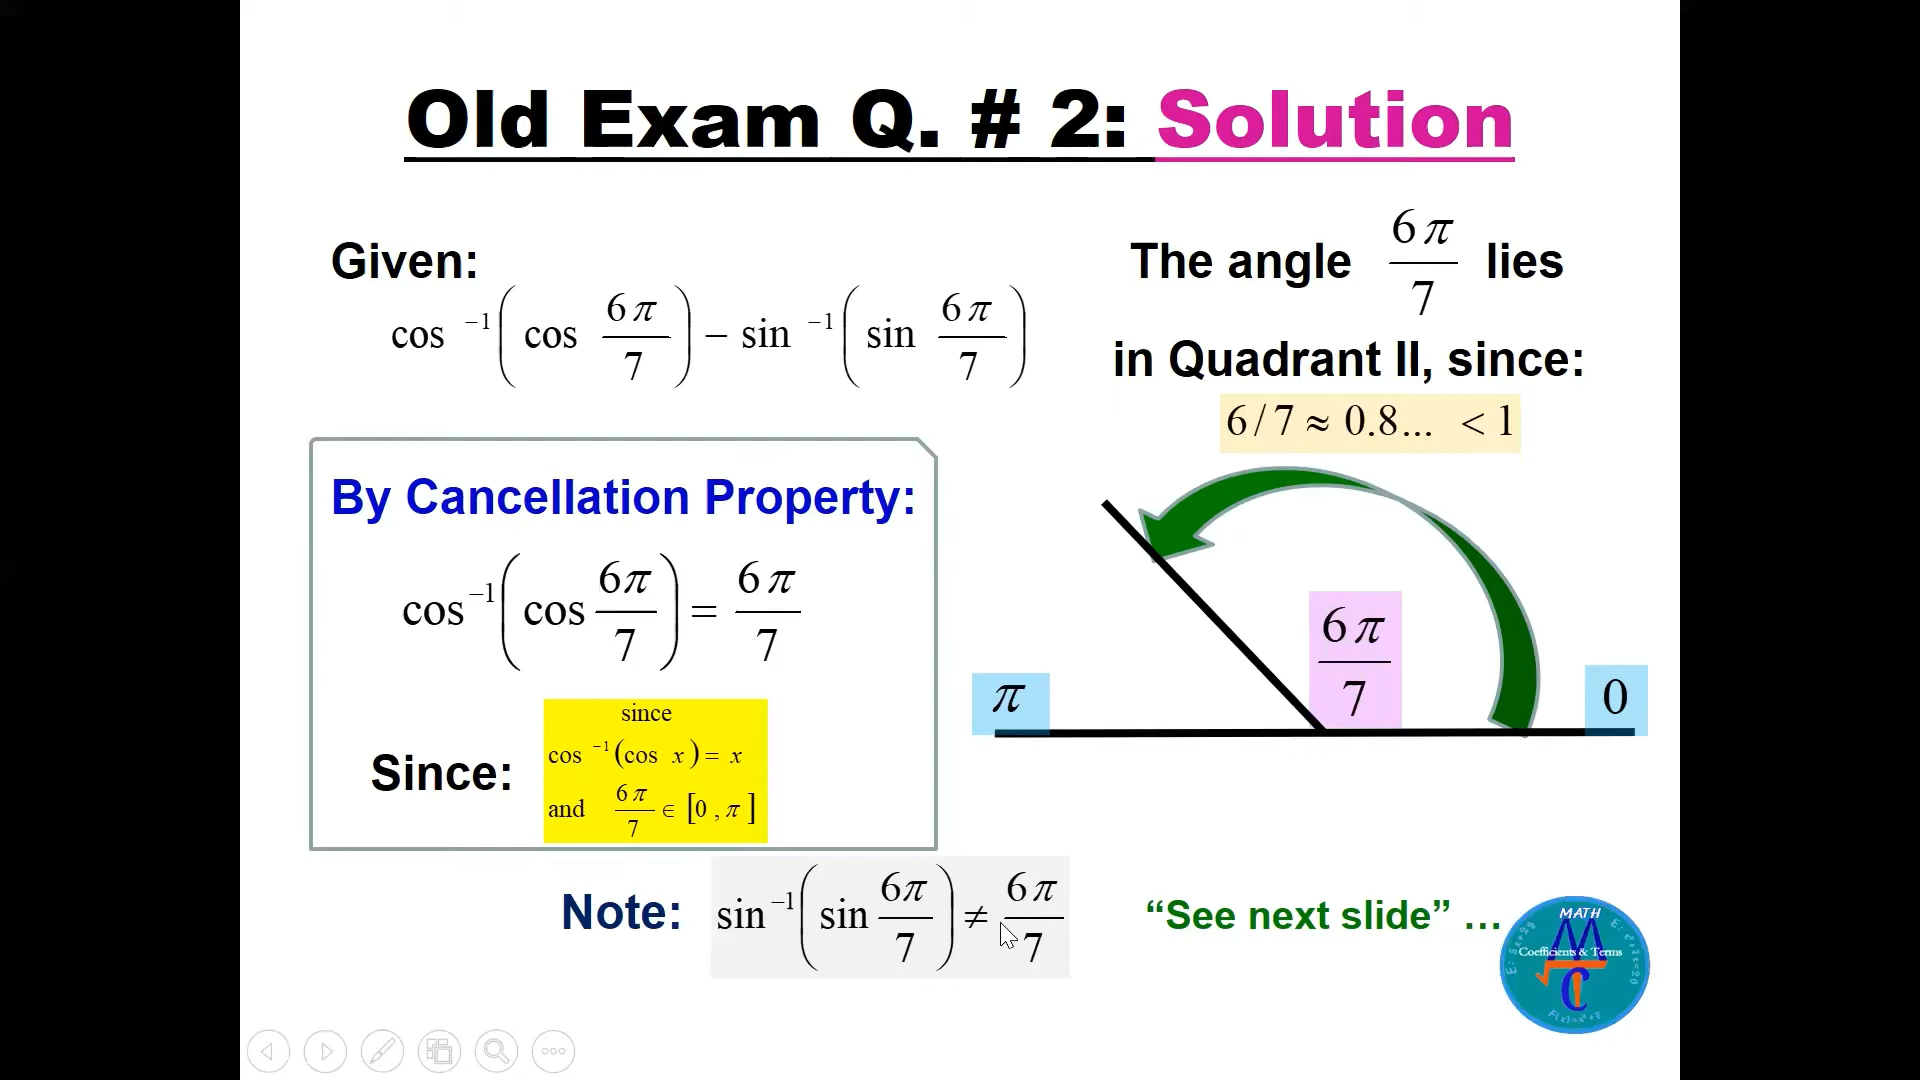 Old Exam Q. # 2: Solution
Given:
cos⁻¹(cos 6π/7) − sin⁻¹(sin 6π/7)
The angle 6π/7 lies
in Quadrant II, since:
6/7 ≈ 0.8... < 1
By Cancellation Property:
cos⁻¹(cos 6π/7) = 6π/7
Since:
since
cos⁻¹(cos x) = x
and 6π/7 ∈ [0, π]
6π/7
π
0
Note: sin⁻¹(sin 6π/7) ≠ 6π/7
“See next slide” ...
MATH
Coefficients & Terms